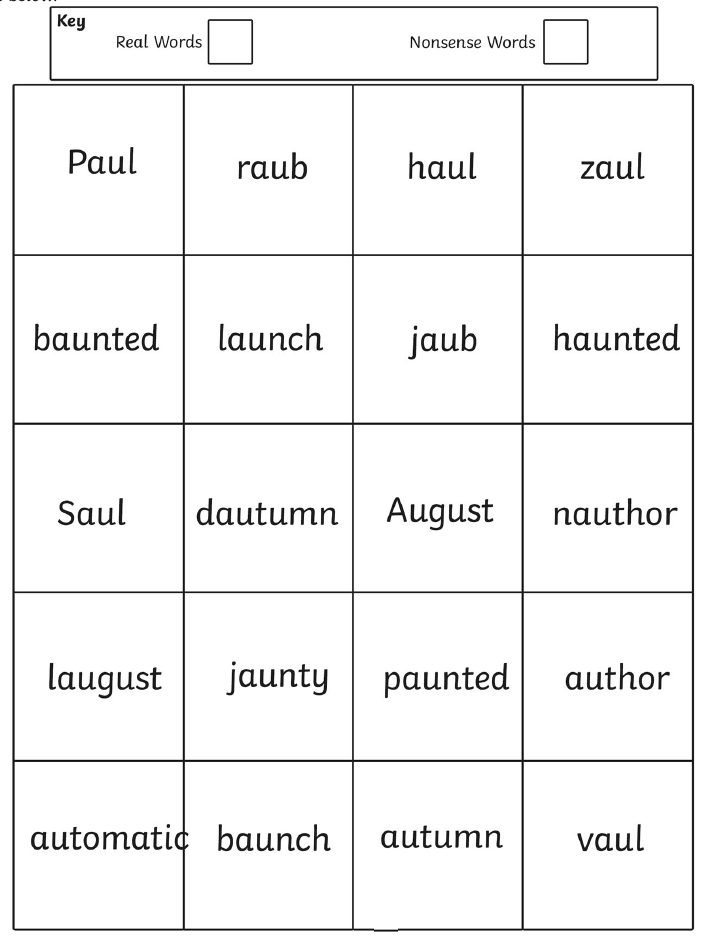 Key
Real Words Nonsense Words
Paul raub haul zaul
baunted launch jaub haunted
Saul dautumn August nauthor
laugust jaunty paunted author
automatic baunch autumn vaul